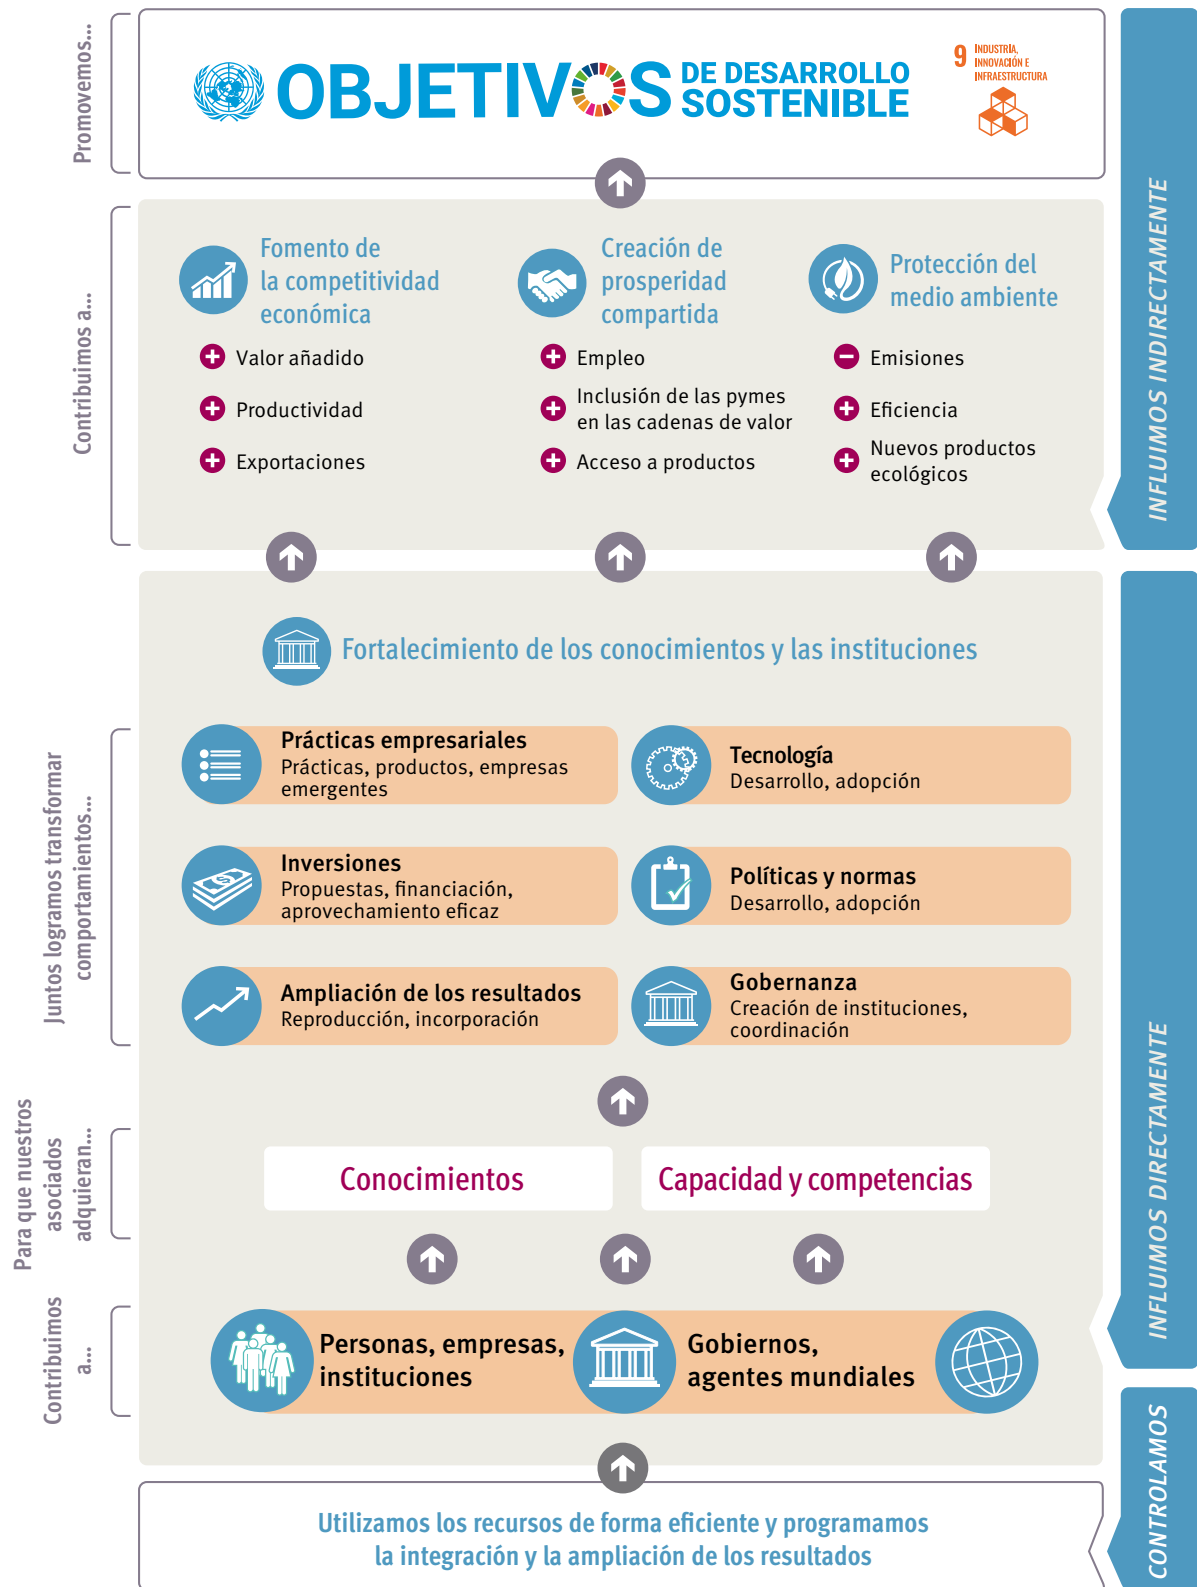 Promovemos...
OBJETIVOS
DE DESARROLLO
SOSTENIBLE
9
INDUSTRIA,
INNOVACIÓN E
INFRAESTRUCTURA
INFLUIMOS INDIRECTAMENTE
Contribuimos a...
Fomento de
la competitividad
económica
Valor añadido
Productividad
Exportaciones
Creación de
prosperidad
compartida
Empleo
Inclusión de las pymes
en las cadenas de valor
Acceso a productos
Protección del
medio ambiente
Emisiones
Eficiencia
Nuevos productos
ecológicos
Fortalecimiento de los conocimientos y las instituciones
INFLUIMOS DIRECTAMENTE
Juntos logramos transformar
comportamientos...
Prácticas empresariales
Prácticas, productos, empresas
emergentes
Tecnología
Desarrollo, adopción
Inversiones
Propuestas, financiación,
aprovechamiento eficaz
Políticas y normas
Desarrollo, adopción
Ampliación de los resultados
Reproducción, incorporación
Gobernanza
Creación de instituciones,
coordinación
Para que nuestros
asociados
adquieran...
Conocimientos
Capacidad y competencias
Contribuimos
a...
Personas, empresas,
instituciones
Gobiernos,
agentes mundiales
CONTROLAMOS
Utilizamos los recursos de forma eficiente y programamos
la integración y la ampliación de los resultados